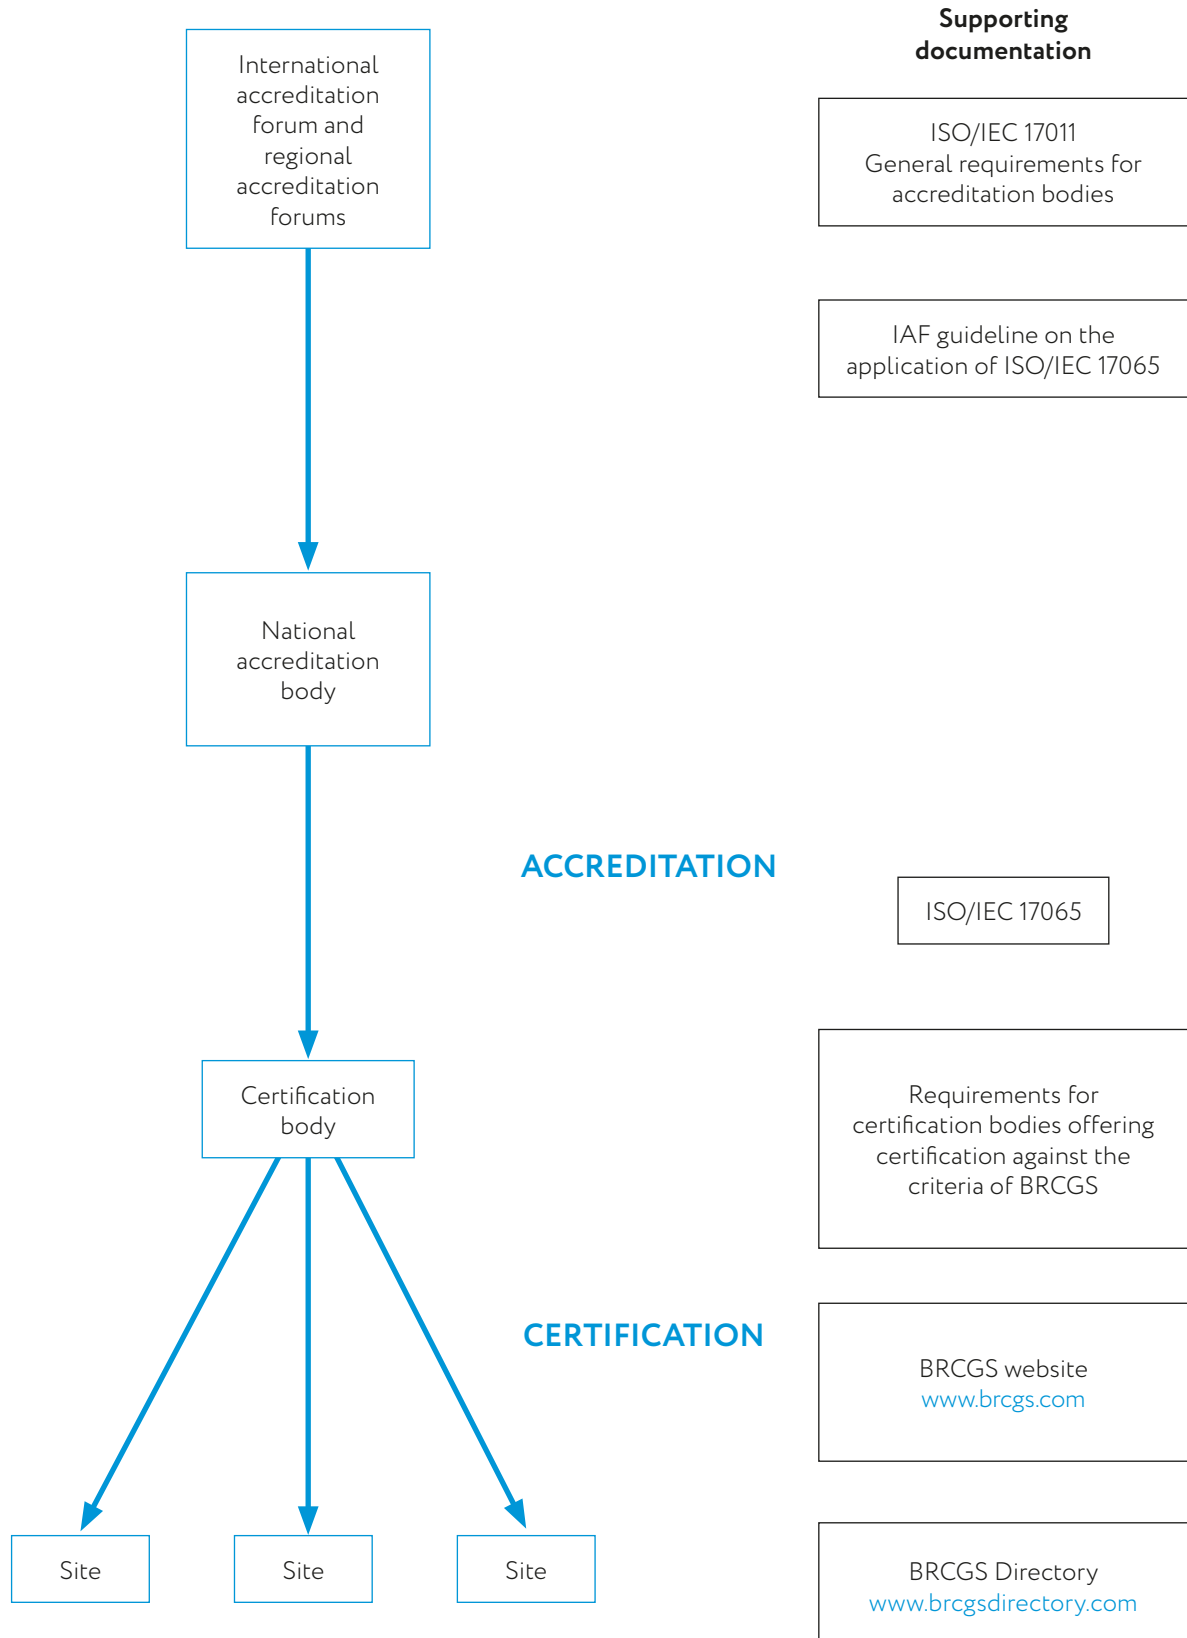 Supporting
documentation
International
accreditation
forum and
regional
accreditation
forums
ISO/IEC 17011
General requirements for
accreditation bodies
IAF guideline on the
application of ISO/IEC 17065
National
accreditation
body
ACCREDITATION
ISO/IEC 17065
Certification
body
Requirements for
certification bodies offering
certification against the
criteria of BRCGS
CERTIFICATION
BRCGS website
www.brcgs.com
Site
Site
Site
BRCGS Directory
www.brcgsdirectory.com